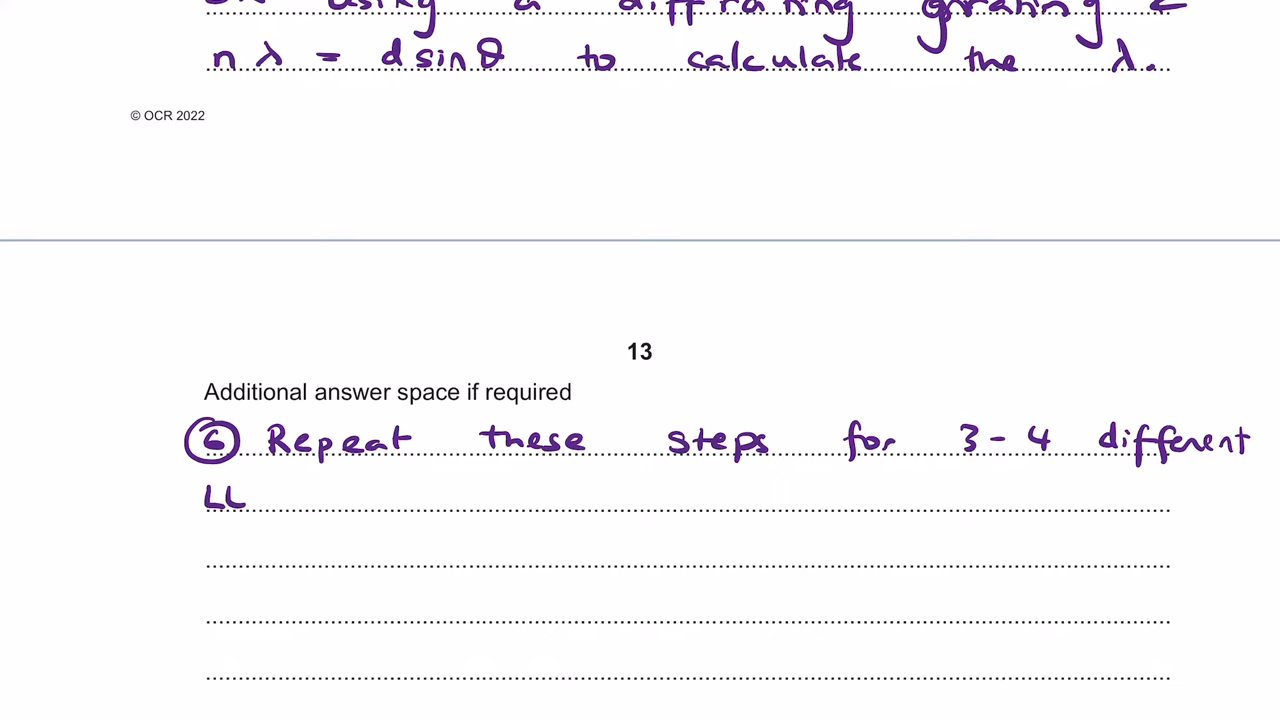 using a diffracting grating &
nλ = d sinθ to calculate the λ.
© OCR 2022
13
Additional answer space if required
6 Repeat these steps for 3-4 different
LL